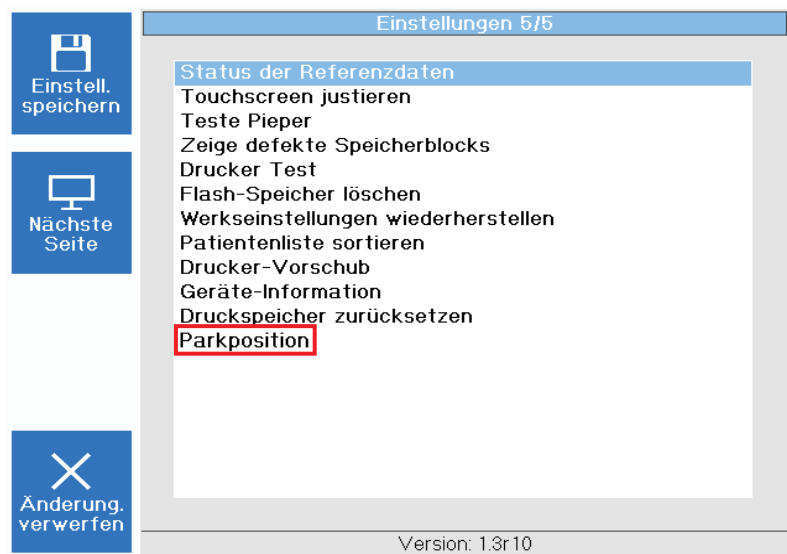 Einstellungen 5/5
Einstell.
speichern
Nächste
Seite
Änderung.
verwerfen
Status der Referenzdaten
Touchscreen justieren
Teste Pieper
Zeige defekte Speicherblocks
Drucker Test
Flash-Speicher löschen
Werkseinstellungen wiederherstellen
Patientenliste sortieren
Drucker-Vorschub
Geräte-Information
Druckspeicher zurücksetzen
Parkposition
Version: 1.3r10